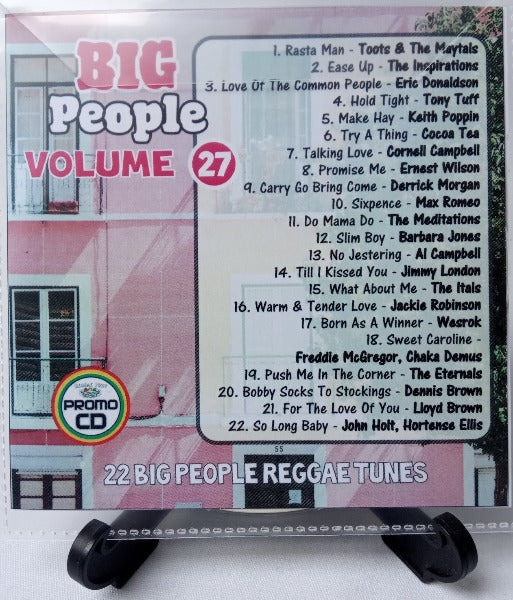 BIG
People
VOLUME 27
1. Rasta Man - Toots & The Maytals
2. Ease Up - The Inspirations
3. Love Of The Common People - Eric Donaldson
4. Hold Tight - Tony Tuff
5. Make Hay - Keith Poppin
6. Try A Thing - Cocoa Tea
7. Talking Love - Cornell Campbell
8. Promise Me - Ernest Wilson
9. Carry Go Bring Come - Derrick Morgan
10. Sixpence - Max Romeo
11. Do Mama Do - The Meditations
12. Slim Boy - Barbara Jones
13. No Jestering - Al Campbell
14. Till I Kissed You - Jimmy London
15. What About Me - The Itals
16. Warm & Tender Love - Jackie Robinson
17. Born As A Winner - Wesrok
18. Sweet Caroline -
Freddie McGregor, Chaka Demus
19. Push Me In The Corner - The Eternals
20. Bobby Socks To Stockings - Dennis Brown
21. For The Love Of You - Lloyd Brown
22. So Long Baby - John Holt, Hortense Ellis
PROMO
CD
55
22 BIG PEOPLE REGGAE TUNES